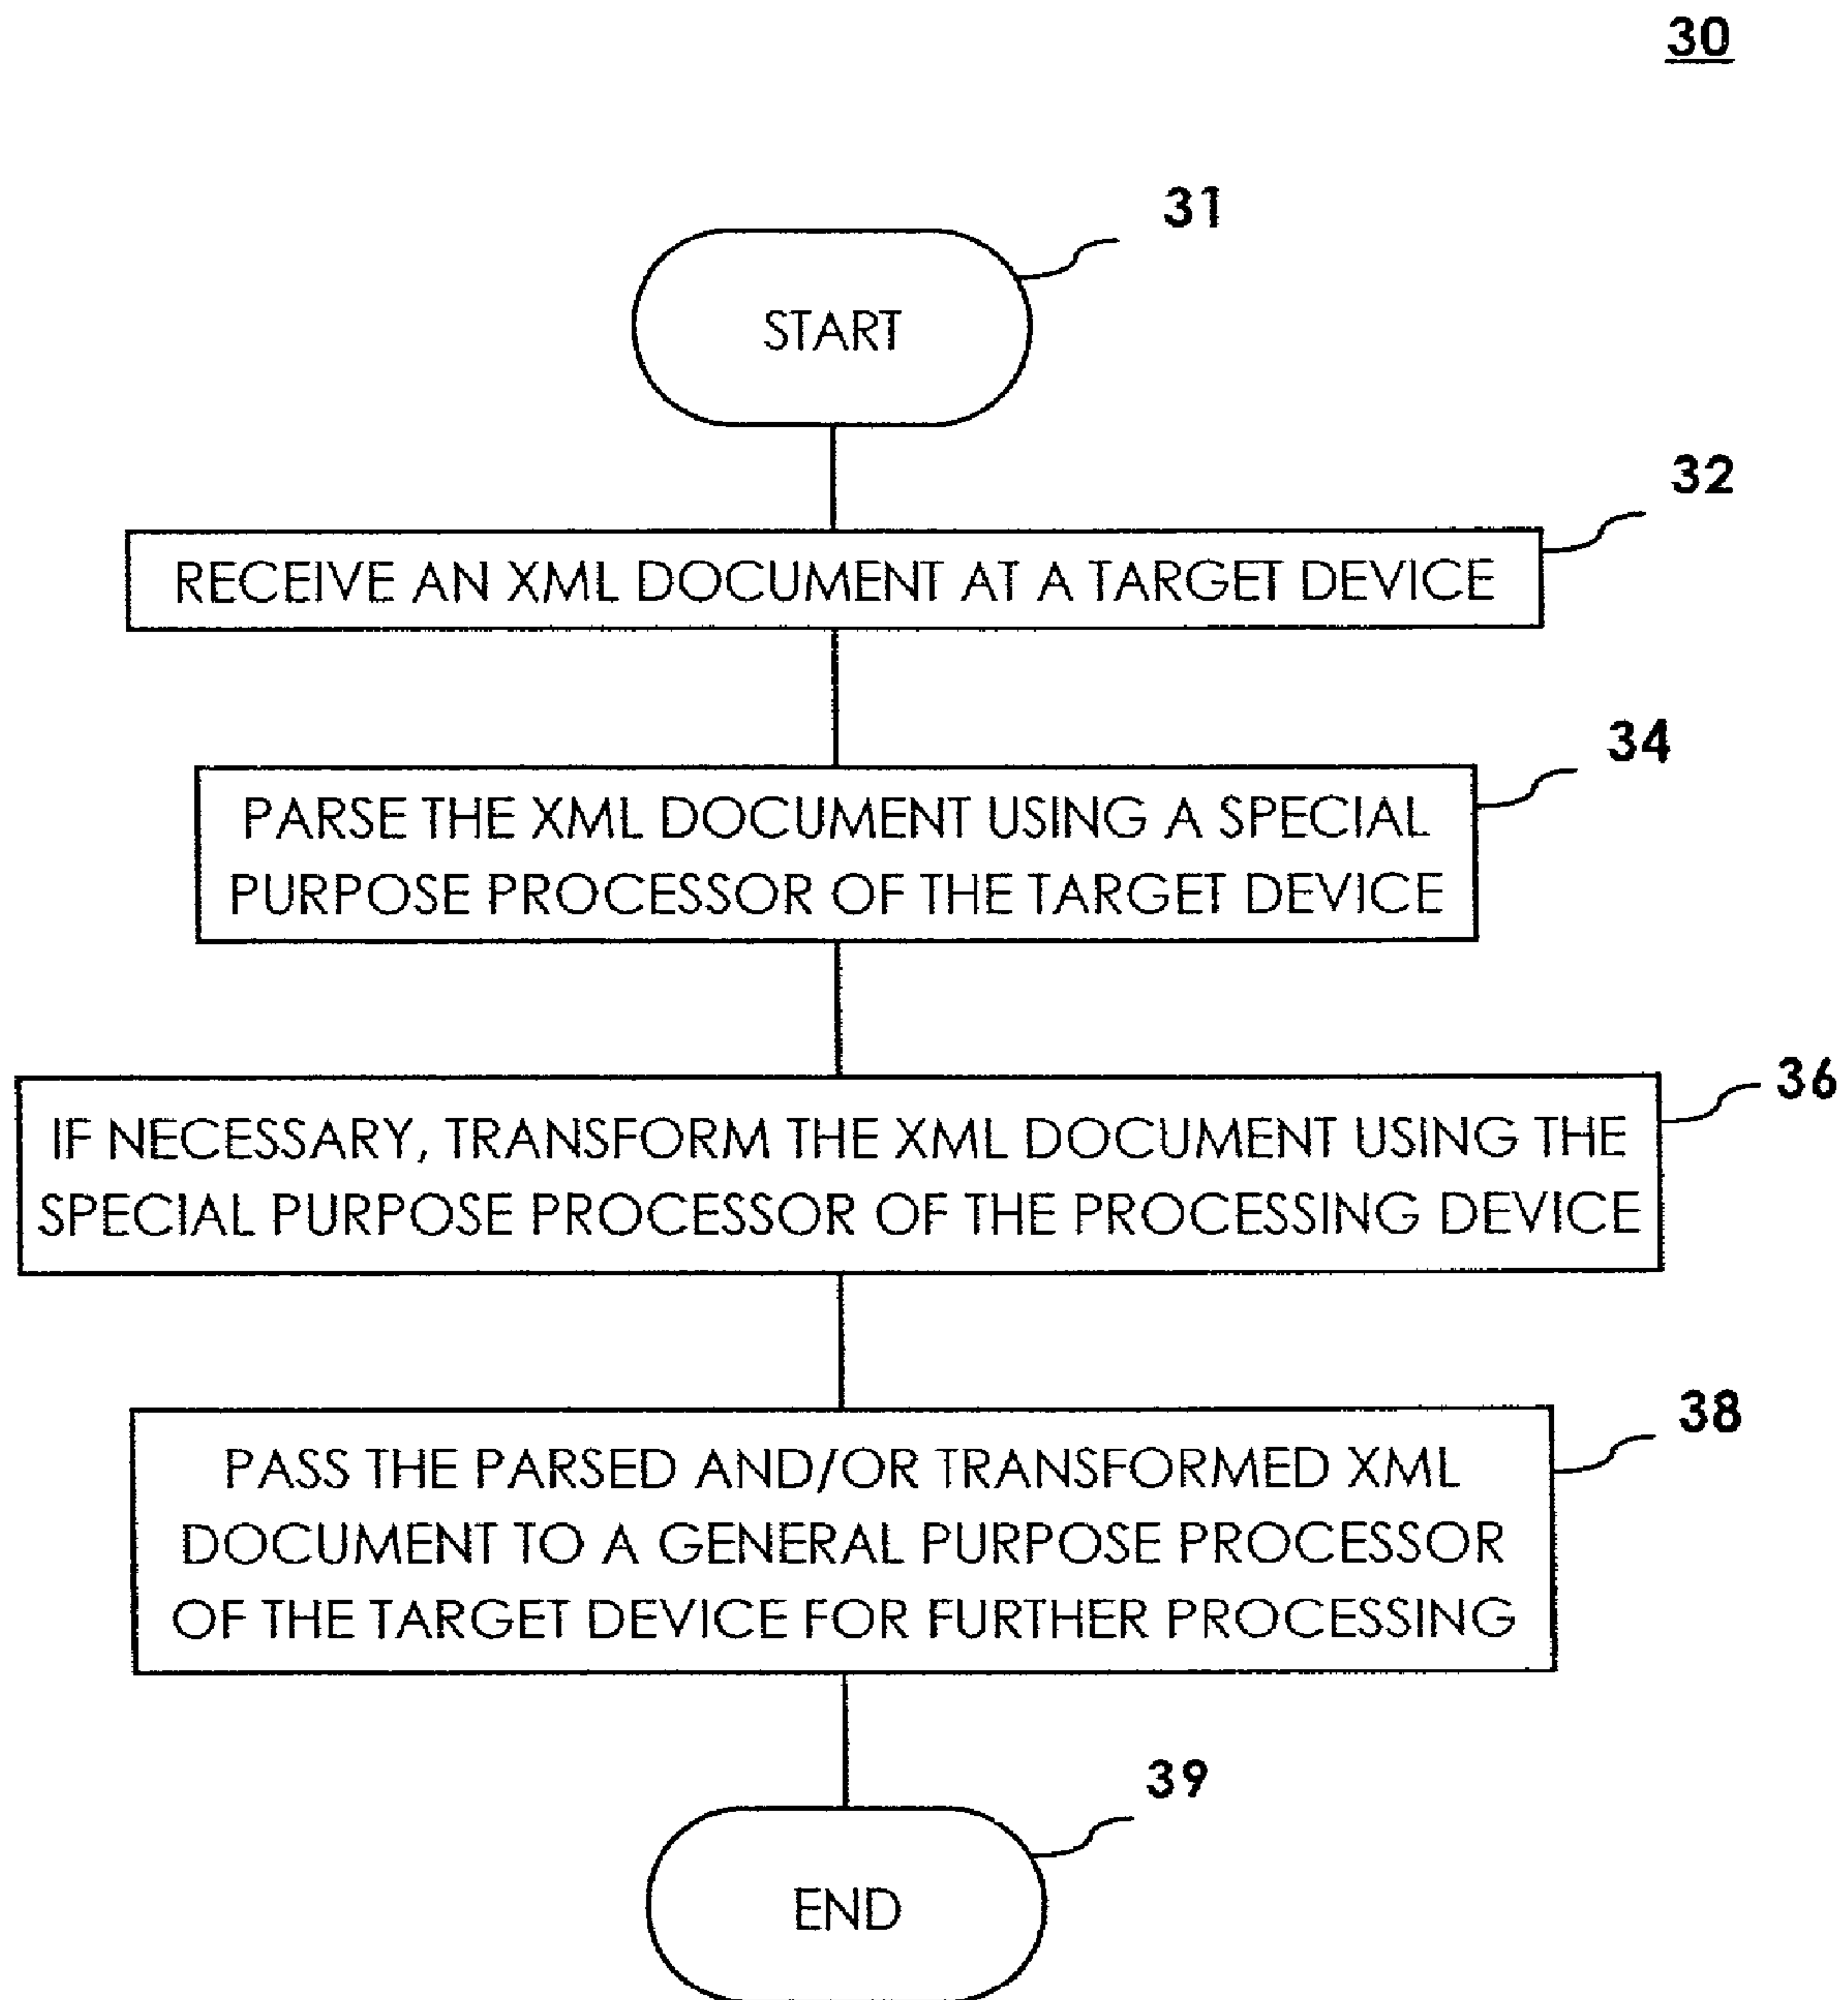 30
31
START
32
RECEIVE AN XML DOCUMENT AT A TARGET DEVICE
34
PARSE THE XML DOCUMENT USING A SPECIAL
PURPOSE PROCESSOR OF THE TARGET DEVICE
36
IF NECESSARY, TRANSFORM THE XML DOCUMENT USING THE
SPECIAL PURPOSE PROCESSOR OF THE PROCESSING DEVICE
38
PASS THE PARSED AND/OR TRANSFORMED XML
DOCUMENT TO A GENERAL PURPOSE PROCESSOR
OF THE TARGET DEVICE FOR FURTHER PROCESSING
39
END